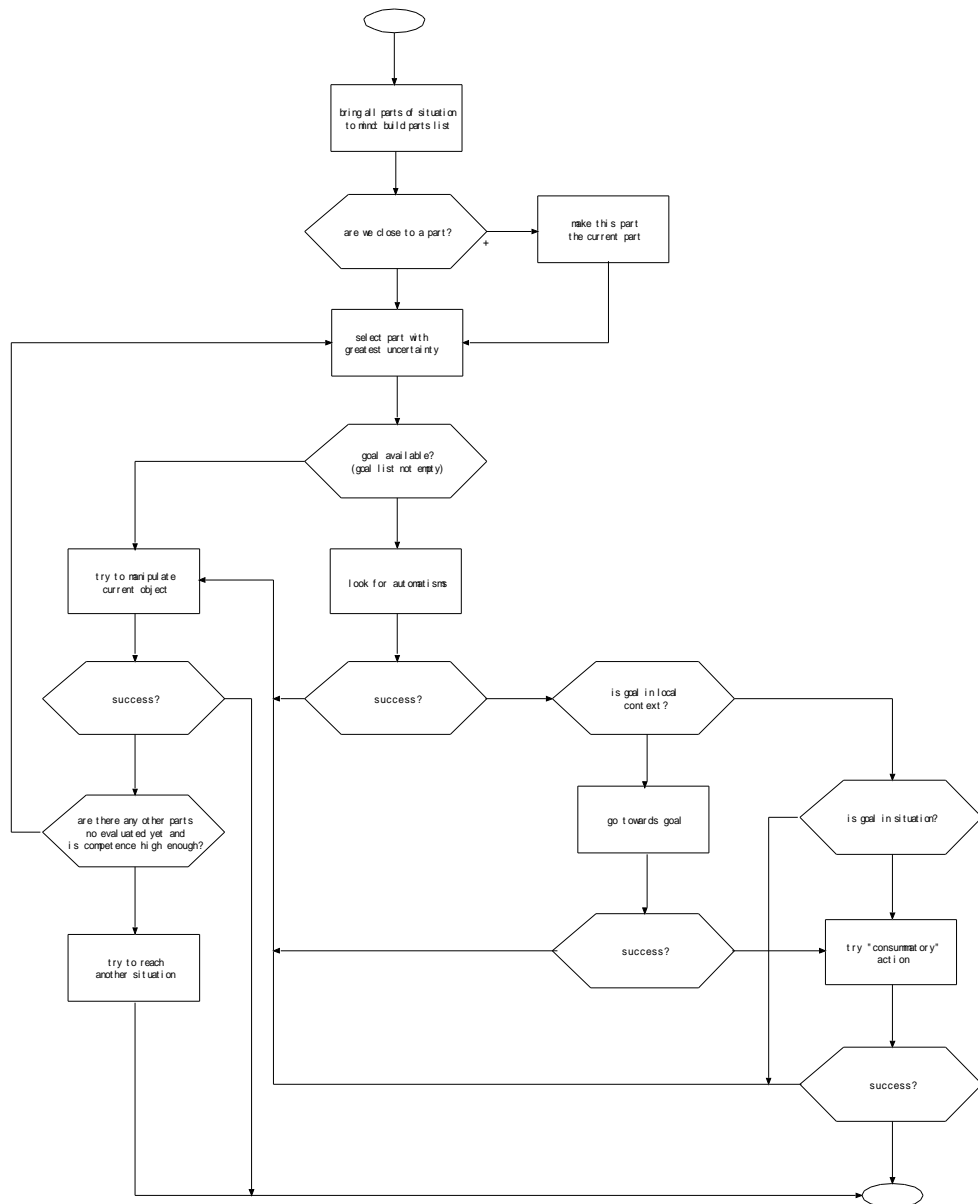 bring all parts of situation
to mind: build parts list
are we close to a part?
+
make this part
the current part
select part with
greatest uncertainty
goal available?
(goal list not empty)
try to manipulate
current object
look for automatisms
success?
success?
is goal in local
context?
are there any other parts
no evaluated yet and
is competence high enough?
go towards goal
is goal in situation?
try to reach
another situation
success?
try "consummatory"
action
success?